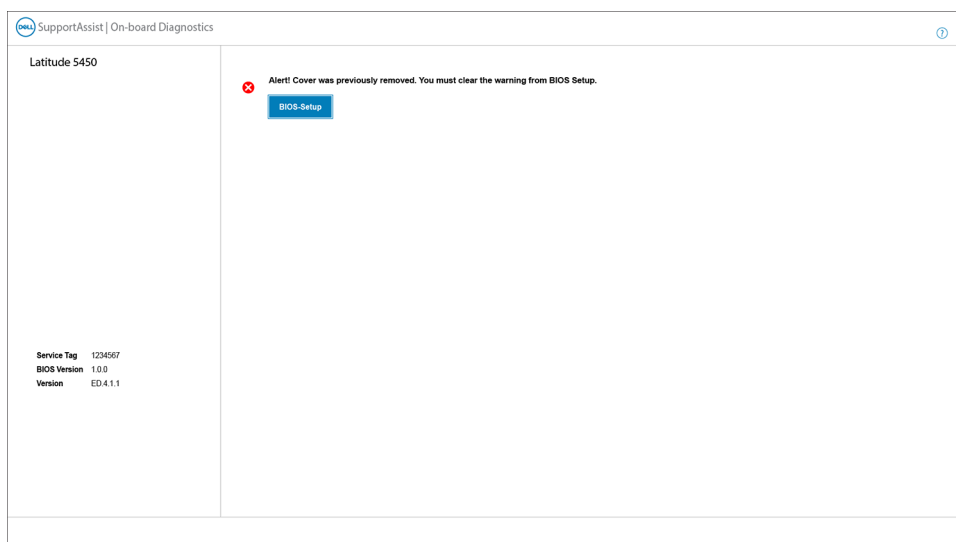 DELL SupportAssist | On-board Diagnostics
?
Latitude 5450
Alert! Cover was previously removed. You must clear the warning from BIOS Setup.
BIOS-Setup
Service Tag 1234567
BIOS Version 1.0.0
Version ED.4.1.1